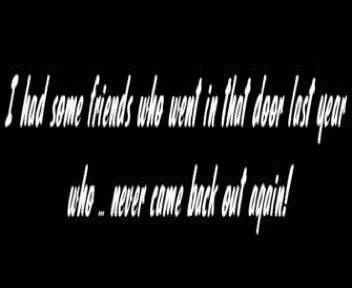 I had some friends who went in that door last year
who ... never came back out again!